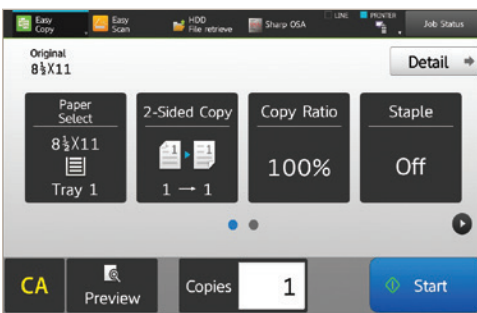 Easy
Copy
Easy
Scan
HDD
File retrieve
Sharp OSA
LINE
PRINTER
Job Status
Original
8½X11
Detail
Paper
Select
8½X11
Tray 1
2-Sided Copy
1 1
1 → 1
Copy Ratio
100%
Staple
Off
CA
Preview
Copies
1
Start